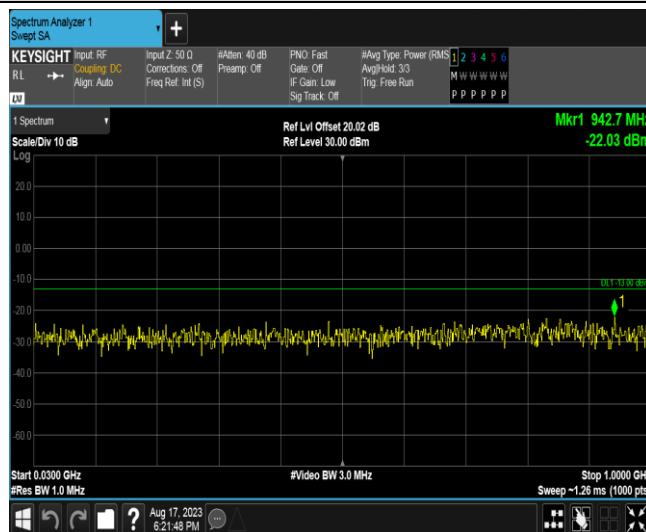 Spectrum Analyzer 1
Swept SA
+
KEYSIGHT
RL
LXI
Input: RF
Coupling: DC
Align: Auto
Input Z: 50 Ω
Corrections: Off
Freq Ref: Int (S)
#Atten: 40 dB
Preamp: Off
PNO: Fast
Gate: Off
IF Gain: Low
Sig Track: Off
#Avg Type: Power (RMS
Avg|Hold: 3/3
Trig: Free Run
1 2 3 4 5 6
M W W W W W
P P P P P P
1 Spectrum
Scale/Div 10 dB
Log
Ref Lvl Offset 20.02 dB
Ref Level 30.00 dBm
Mkr1 942.7 MHz
-22.03 dBm
20.0
10.0
0.00
-10.0
-20.0
-30.0
-40.0
-50.0
-60.0
DL1 -13.00 dBm
1
Start 0.0300 GHz
#Res BW 1.0 MHz
#Video BW 3.0 MHz
Stop 1.0000 GH
Sweep ~1.26 ms (1000 pts
?
Aug 17, 2023
6:21:48 PM